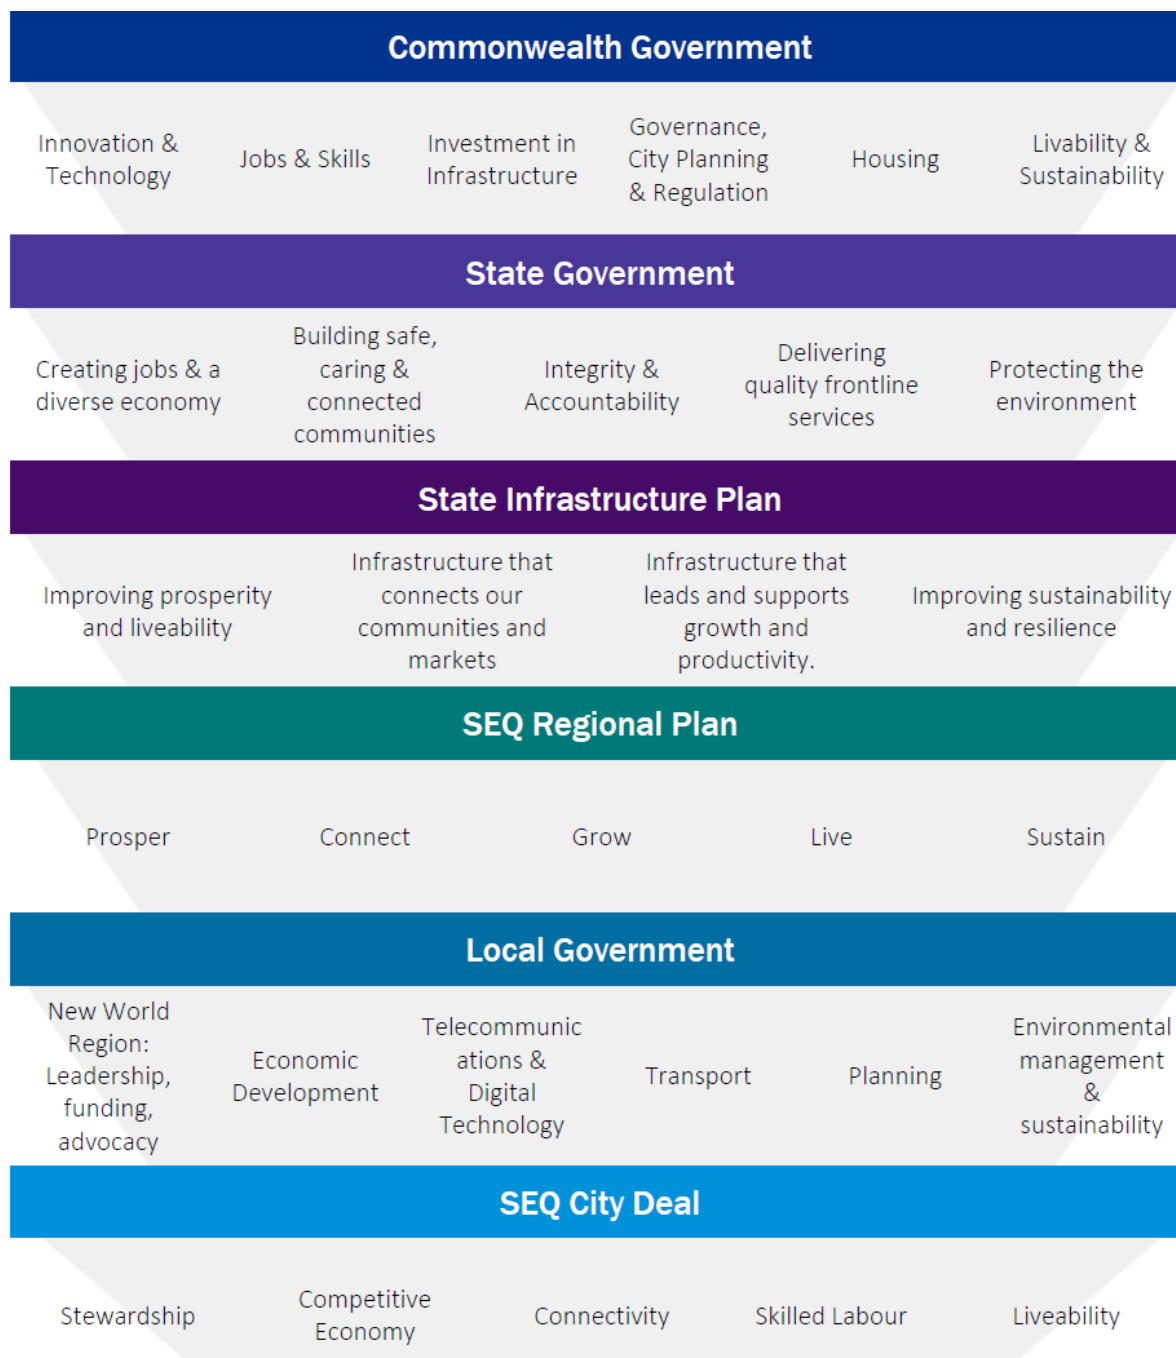 Commonwealth Government
Innovation &
Technology
Jobs & Skills
Investment in
Infrastructure
Governance,
City Planning
& Regulation
Housing
Livability &
Sustainability
State Government
Creating jobs & a
diverse economy
Building safe,
caring &
connected
communities
Integrity &
Accountability
Delivering
quality frontline
services
Protecting the
environment
State Infrastructure Plan
Improving prosperity
and liveability
Infrastructure that
connects our
communities and
markets
Infrastructure that
leads and supports
growth and
productivity.
Improving sustainability
and resilience
SEQ Regional Plan
Prosper
Connect
Grow
Live
Sustain
Local Government
New World
Region:
Leadership,
funding,
advocacy
Economic
Development
Telecommunic
ations &
Digital
Technology
Transport
Planning
Environmental
management
&
sustainability
SEQ City Deal
Stewardship
Competitive
Economy
Connectivity
Skilled Labour
Liveability